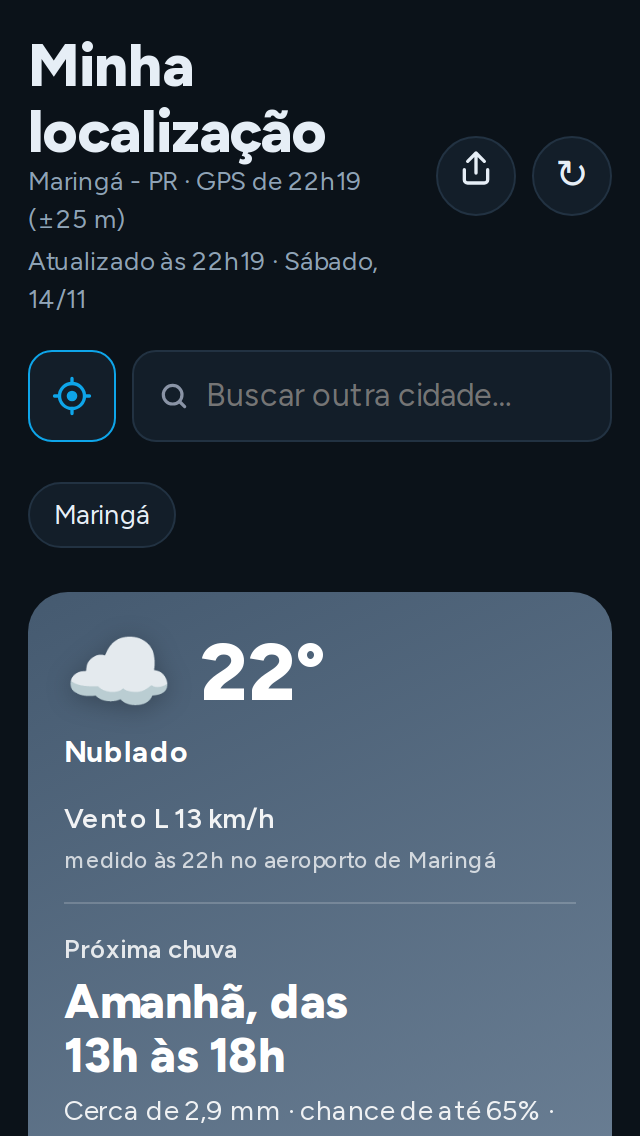 Minha
localização
Maringá - PR · GPS de 22h19
(±25 m)
Atualizado às 22h19 · Sábado,
14/11
Buscar outra cidade...
Maringá
22°
Nublado
Vento L 13 km/h
medido às 22h no aeroporto de Maringá
Próxima chuva
Amanhã, das
13h às 18h
Cerca de 2,9 mm · chance de até 65% ·